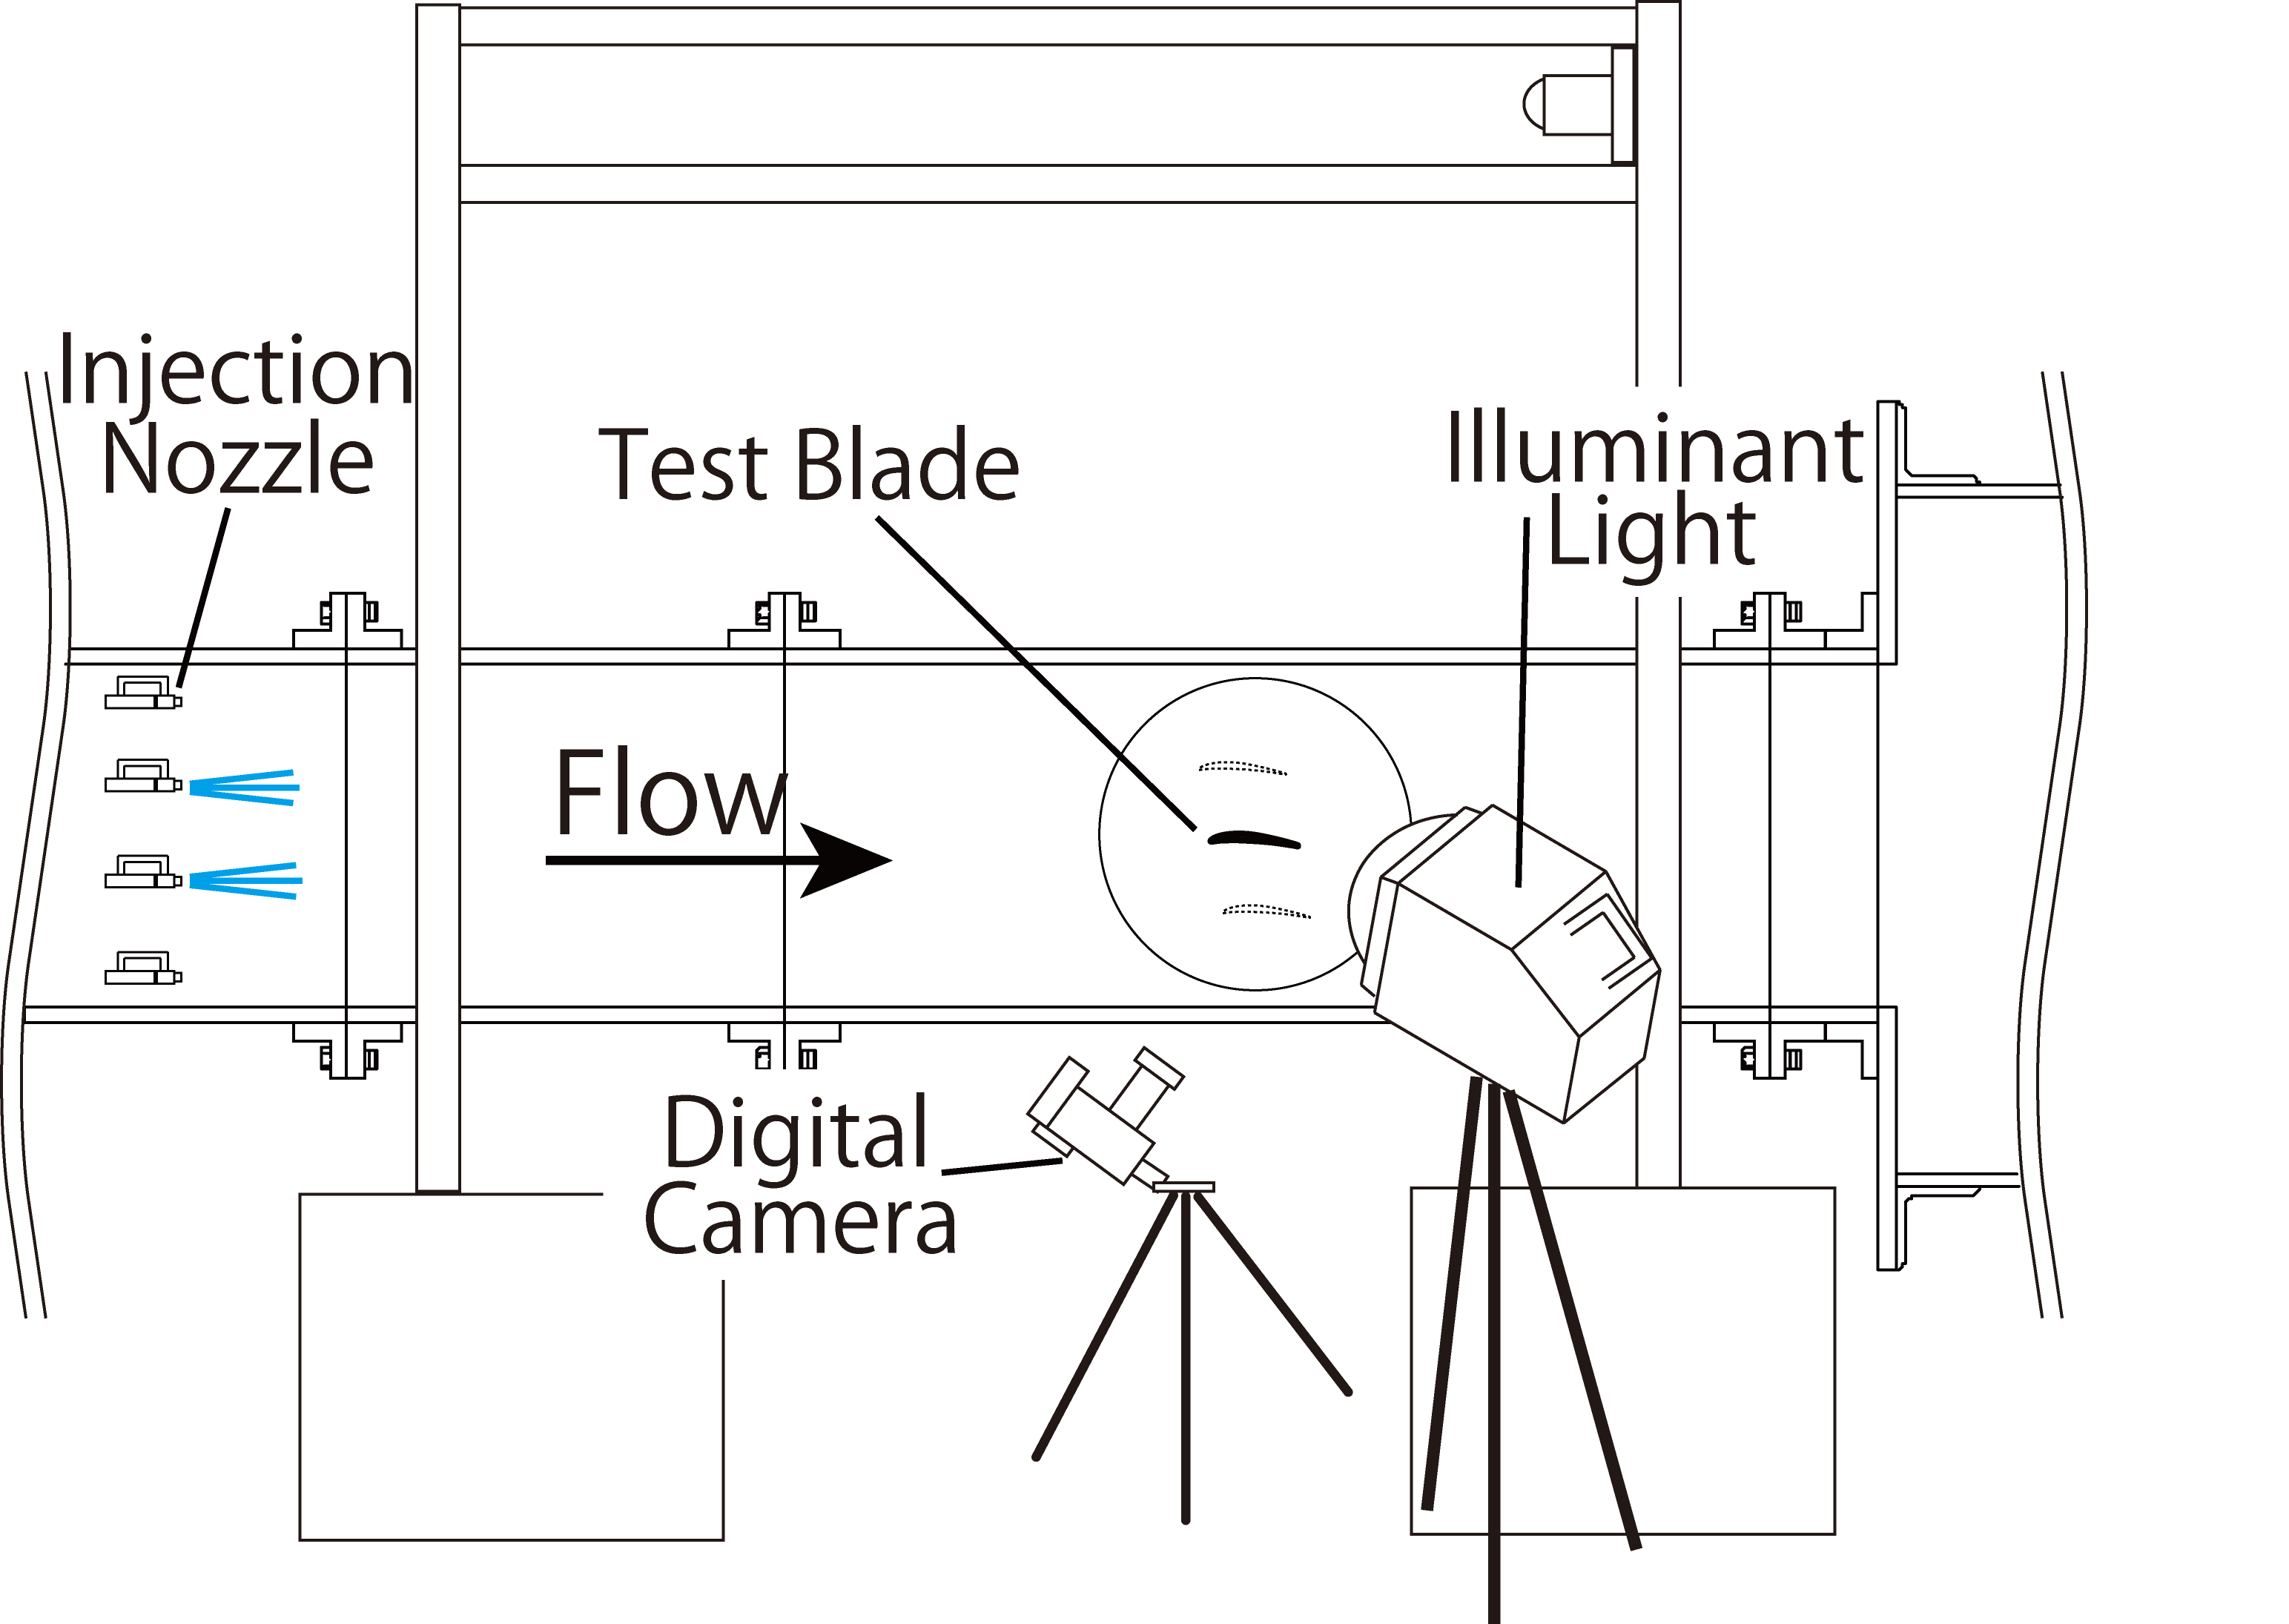 Injection
Nozzle
Test Blade
Illuminant
Light
Flow
Digital
Camera